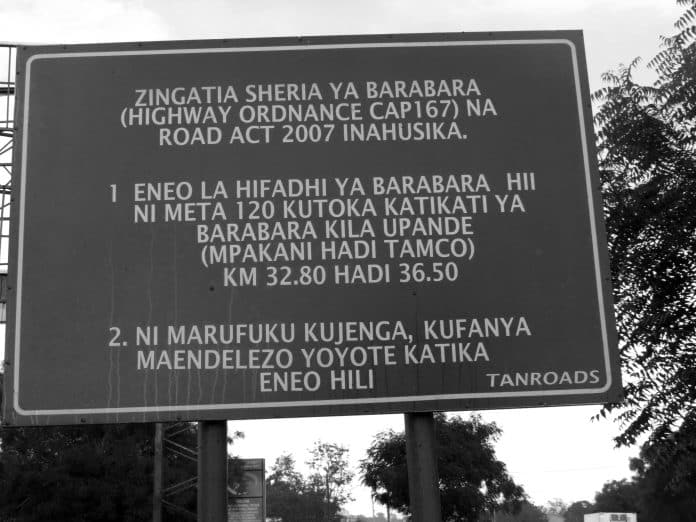 ZINGATIA SHERIA YA BARABARA
(HIGHWAY ORDNANCE CAP167) NA
ROAD ACT 2007 INAHUSIKA.
1 ENEO LA HIFADHI YA BARABARA HII
NI META 120 KUTOKA KATIKATI YA
BARABARA KILA UPANDE
(MPAKANI HADI TAMCO)
KM 32.80 HADI 36.50
2. NI MARUFUKU KUJENGA, KUFANYA
MAENDELEZO YOYOTE KATIKA
ENEO HILI
TANROADS